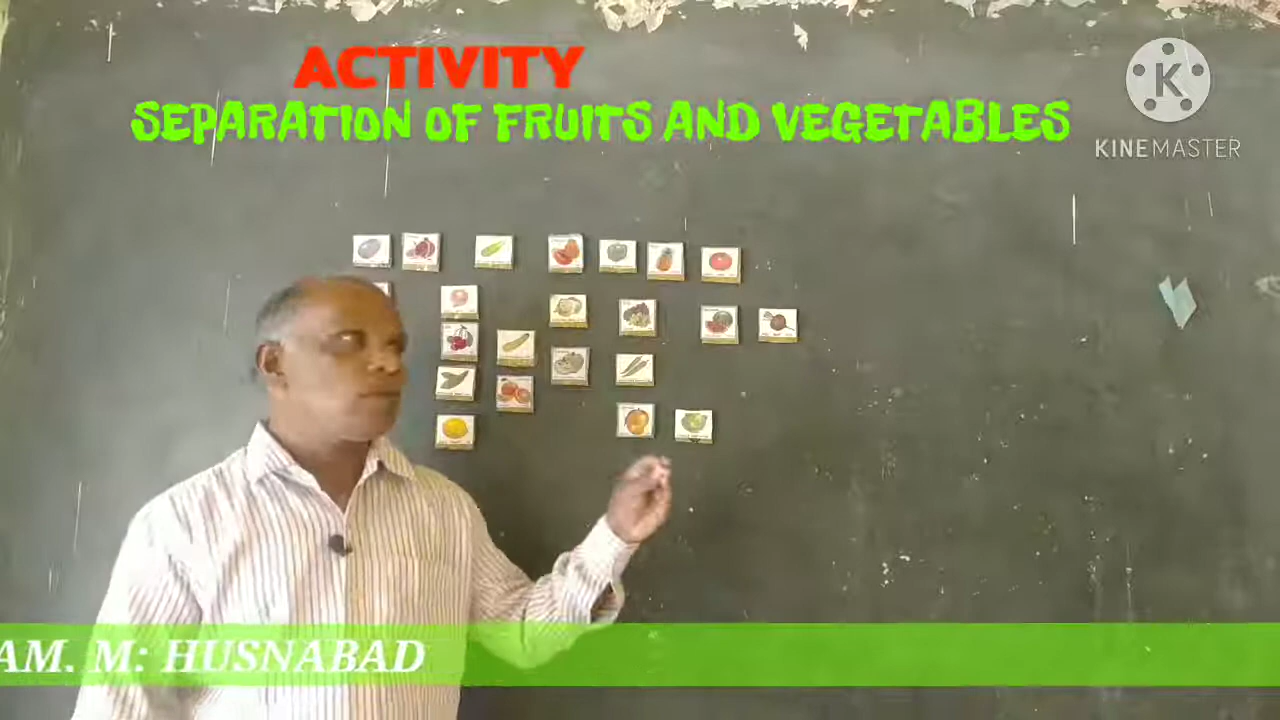 ACTIVITY
SEPARATION OF FRUITS AND VEGETABLES
KINEMASTER
AM. M: HUSNABAD